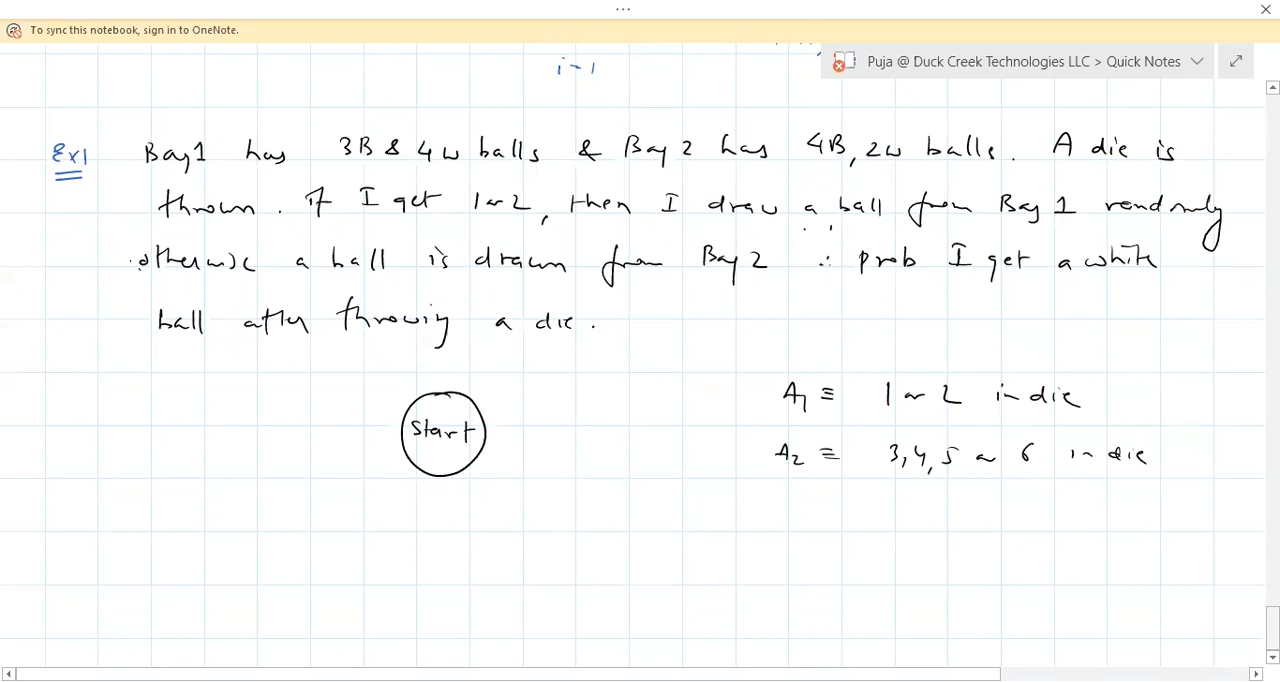 To sync this notebook, sign in to OneNote.
Puja @ Duck Creek Technologies LLC > Quick Notes
i - 1
Ex1 Bag 1 has 3B & 4w balls & Bag 2 has 4B, 2w balls. A die is
thrown. If I get 1 or 2, then I draw a ball from Bag 1 randomly
otherwise a ball is drawn from Bag 2 ∴ prob I get a white
ball after throwing a die.
Start
A1 ≡ 1 or 2 in die
A2 ≡ 3, 4, 5 or 6 in die